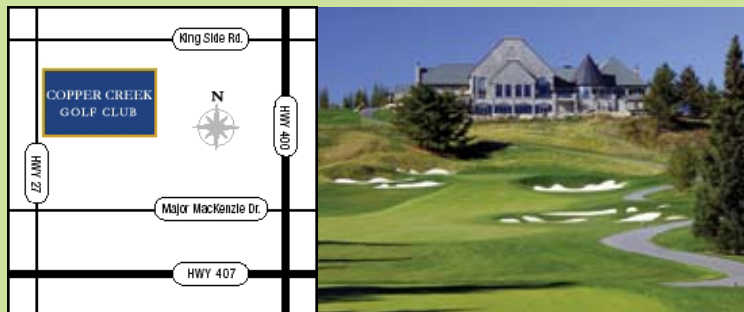 King Side Rd.
COPPER CREEK
GOLF CLUB
N
HWY 400
HWY 27
Major MacKenzie Dr.
HWY 407